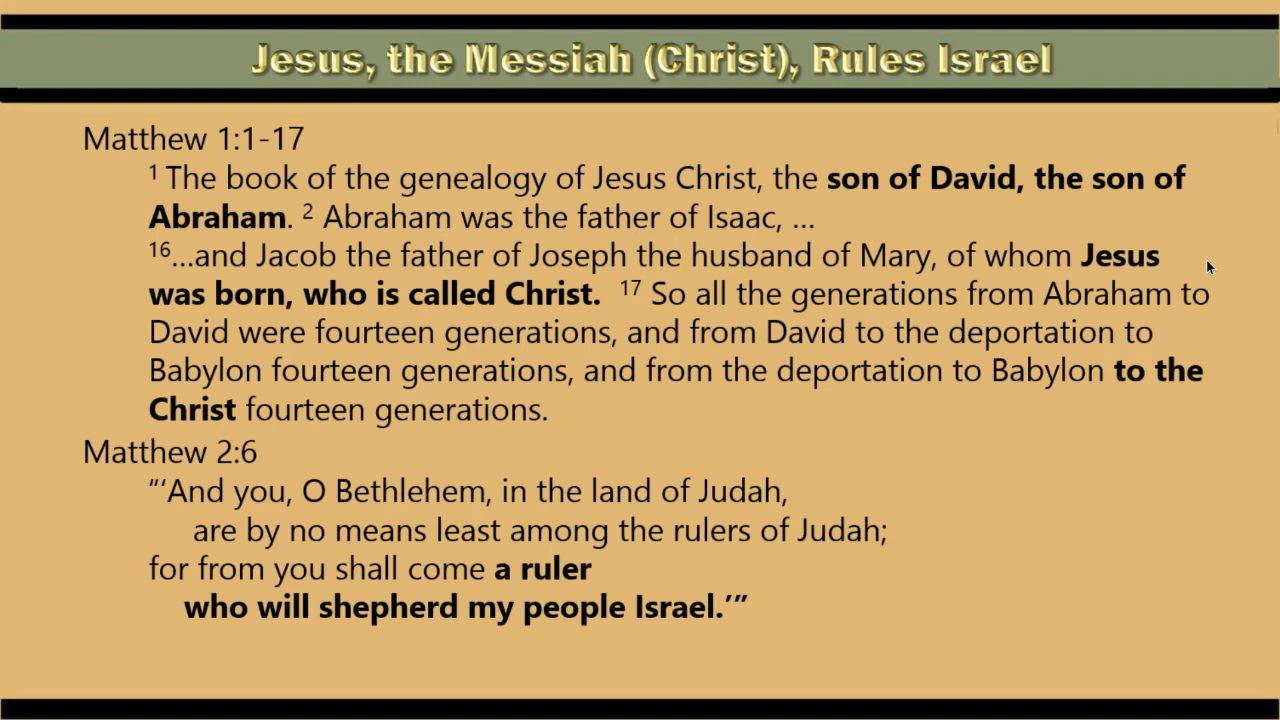 Jesus, the Messiah (Christ), Rules Israel
Matthew 1:1-17
¹ The book of the genealogy of Jesus Christ, the son of David, the son of
Abraham. ² Abraham was the father of Isaac, ...
¹⁶...and Jacob the father of Joseph the husband of Mary, of whom Jesus
was born, who is called Christ. ¹⁷ So all the generations from Abraham to
David were fourteen generations, and from David to the deportation to
Babylon fourteen generations, and from the deportation to Babylon to the
Christ fourteen generations.
Matthew 2:6
“‘And you, O Bethlehem, in the land of Judah,
are by no means least among the rulers of Judah;
for from you shall come a ruler
who will shepherd my people Israel.’”